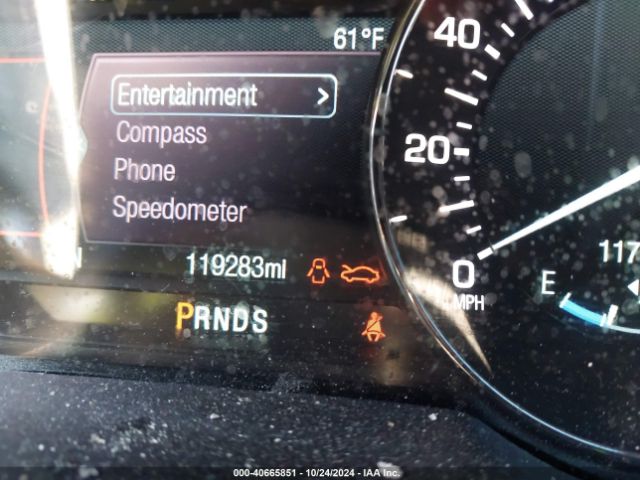 61°F
Entertainment >
Compass
Phone
Speedometer
119283mi
PRNDS
40
20
0
MPH
E
117
000-40665851 - 10/24/2024 - IAA Inc.